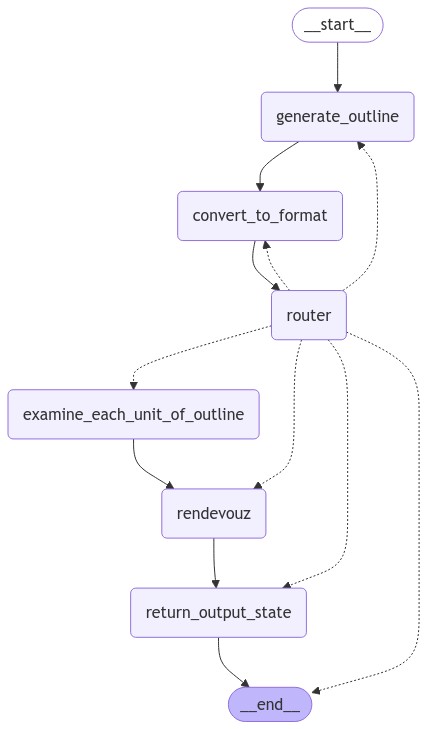 __start__
generate_outline
convert_to_format
router
examine_each_unit_of_outline
rendevouz
return_output_state
__end__